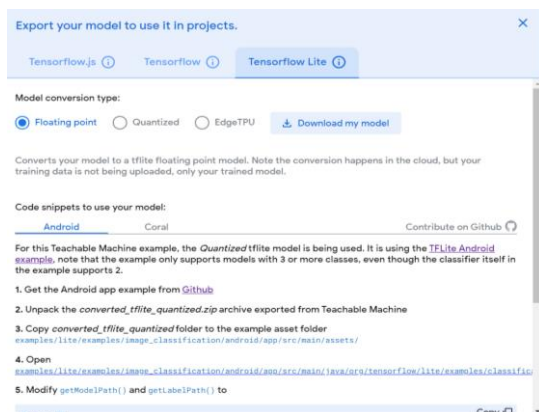 Export your model to use it in projects.
Tensorflow.js
Tensorflow
Tensorflow Lite
Model conversion type:
Floating point
Quantized
EdgeTPU
Download my model
Converts your model to a tflite floating point model. Note the conversion happens in the cloud, but your
training data is not being uploaded, only your trained model.
Code snippets to use your model:
Android
Coral
Contribute on Github
For this Teachable Machine example, the Quantized tflite model is being used. It is using the TFLite Android
example, note that the example only supports models with 3 or more classes, even though the classifier itself in
the example supports 2.
1. Get the Android app example from Github
2. Unpack the converted_tflite_quantized.zip archive exported from Teachable Machine
3. Copy converted_tflite_quantized folder to the example asset folder
examples/lite/examples/image_classification/android/app/src/main/assets/
4. Open
examples/lite/examples/image_classification/android/app/src/main/java/org/tensorflow/lite/examples/classific
5. Modify getModelPath() and getLabelPath() to
Copy